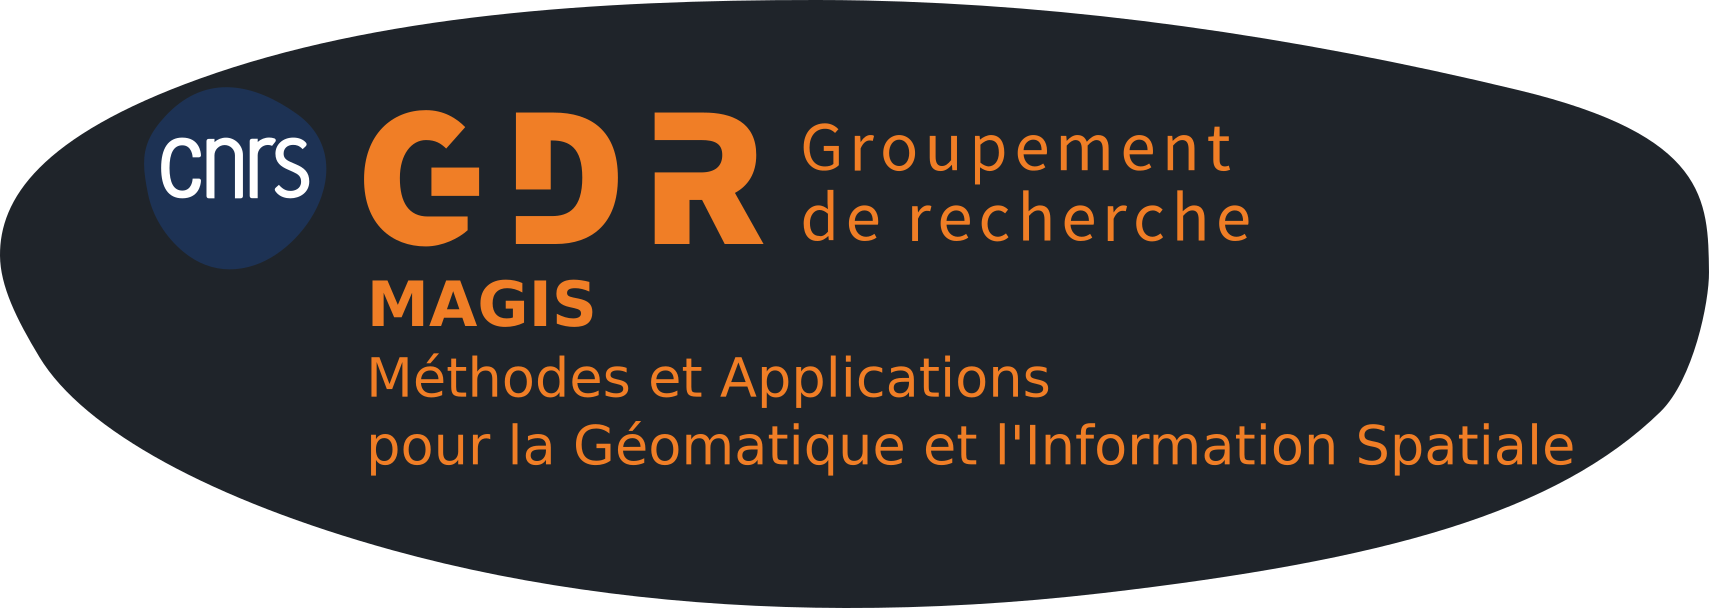 cnrs
GDR
Groupement
de recherche
MAGIS
Méthodes et Applications
pour la Géomatique et l'Information Spatiale